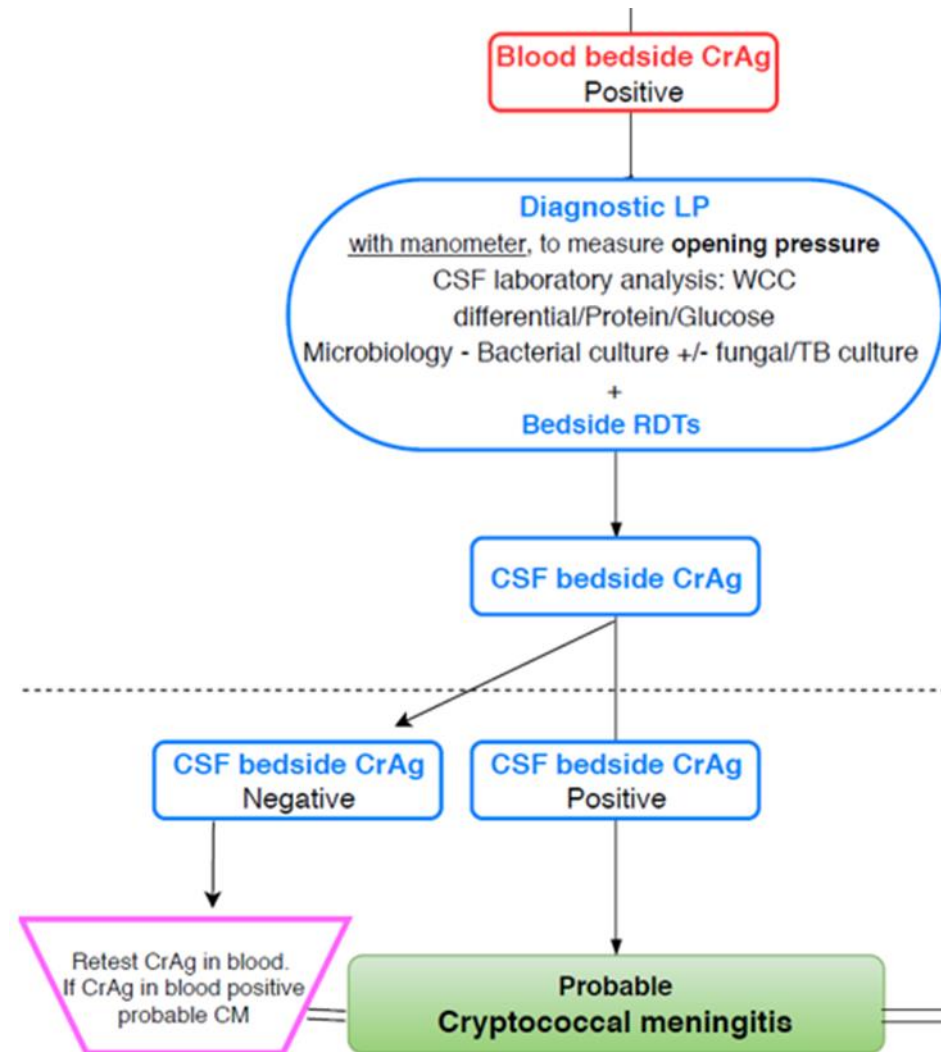 Blood bedside CrAg
Positive
Diagnostic LP
with manometer, to measure opening pressure
CSF laboratory analysis: WCC
differential/Protein/Glucose
Microbiology - Bacterial culture +/- fungal/TB culture
+
Bedside RDTs
CSF bedside CrAg
CSF bedside CrAg
Negative
CSF bedside CrAg
Positive
Retest CrAg in blood.
If CrAg in blood positive
probable CM
Probable
Cryptococcal meningitis